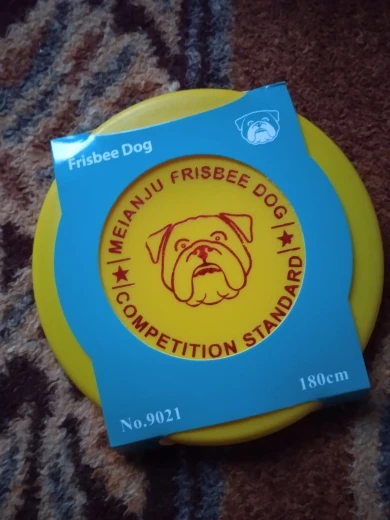 Frisbee Dog
MEIANJU FRISBEE DOG
COMPETITION STANDARD
No.9021
180cm